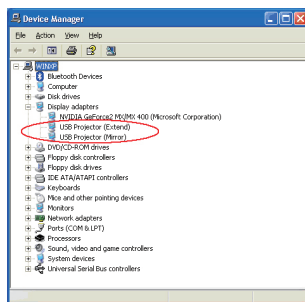 Device Manager
File Action View Help
WINXP
Bluetooth Devices
Computer
Disk drives
Display adapters
NVIDIA GeForce2 MX/MX 400 (Microsoft Corporation)
USB Projector (Extend)
USB Projector (Mirror)
DVD/CD-ROM drives
Floppy disk controllers
Floppy disk drives
IDE ATA/ATAPI controllers
Keyboards
Mice and other pointing devices
Monitors
Network adapters
Ports (COM & LPT)
Processors
Sound, video and game controllers
System devices
Universal Serial Bus controllers